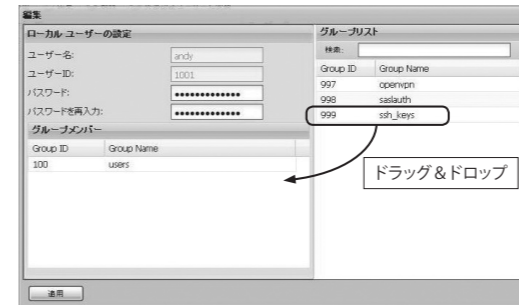 編集
ローカル ユーザーの設定
ユーザー名: andy
ユーザーID: 1001
パスワード: •••••••••••••
パスワードを再入力: •••••••••••••
グループメンバー
Group ID Group Name
100 users
グループリスト
検索:
Group ID Group Name
997 openvpn
998 saslauth
999 ssh_keys
ドラッグ＆ドロップ
適用